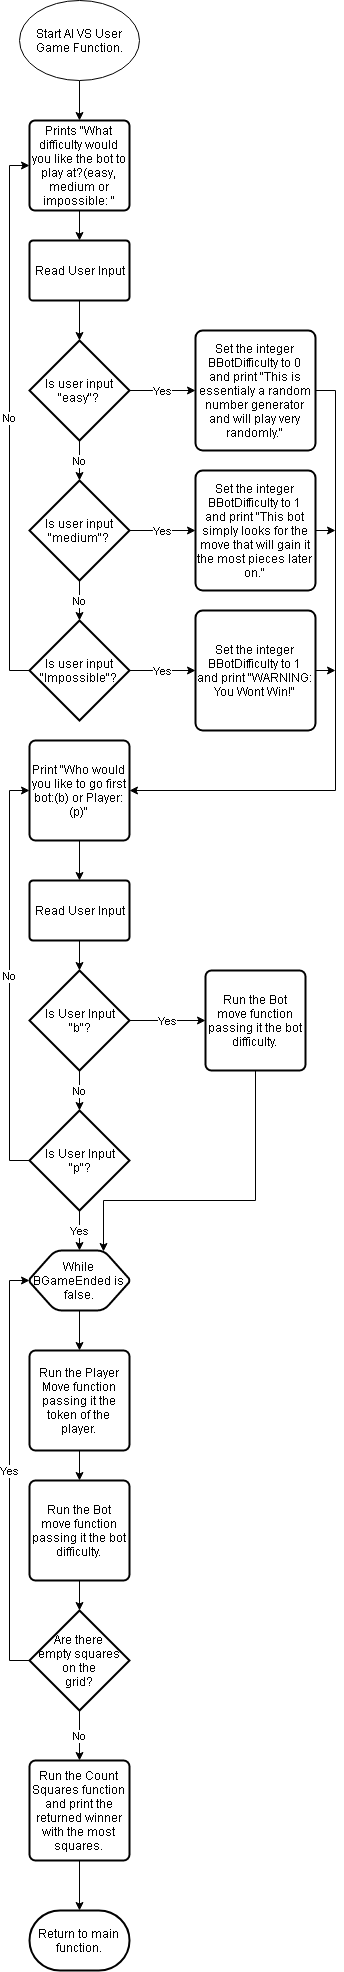 Start AI VS User
Game Function.
Prints "What
difficulty would
you like the bot to
play at?(easy,
medium or
impossible: "
Read User Input
Is user input
"easy"?
Yes
Set the integer
BBotDifficulty to 0
and print "This is
essentialy a random
number generator
and will play very
randomly."
No
No
Is user input
"medium"?
Yes
Set the integer
BBotDifficulty to 1
and print "This bot
simply looks for the
move that will gain it
the most pieces later
on."
No
Is user input
"Impossible"?
Yes
Set the integer
BBotDifficulty to 1
and print "WARNING:
You Wont Win!"
Print "Who would
you like to go first
bot:(b) or Player:
(p)"
Read User Input
No
Is User Input
"b"?
Yes
Run the Bot
move function
passing it the bot
difficulty.
No
Is User Input
"p"?
Yes
While
BGameEnded is
false.
Run the Player
Move function
passing it the
token of the
player.
Yes
Run the Bot
move function
passing it the bot
difficulty.
Are there
empty squares
on the
grid?
No
Run the Count
Squares function
and print the
returned winner
with the most
squares.
Return to main
function.